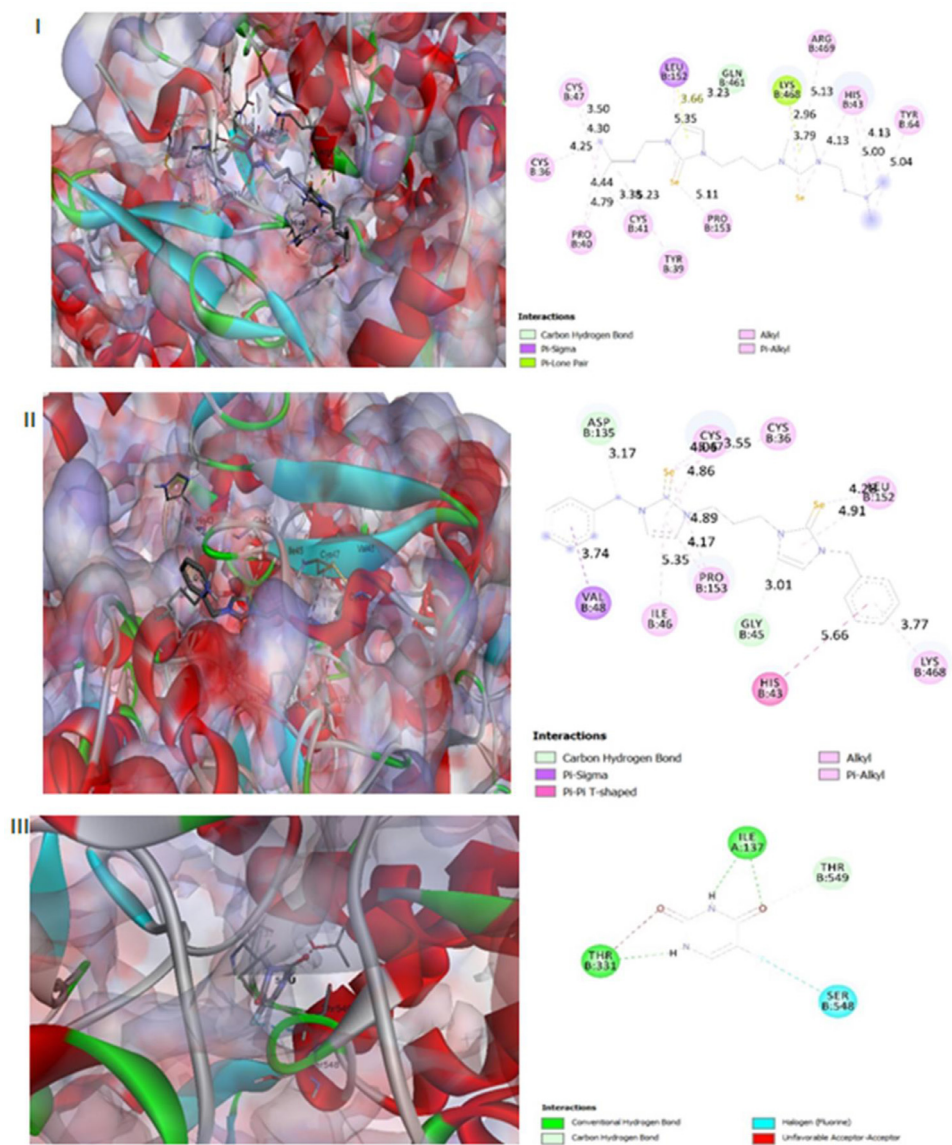 I
LEU
B:152
GLN
B:461
3.66
3.23
5.35
CYS
B:47
3.50
4.30
4.25
CYS
B:36
4.44
4.79
5.23
PRO
B:40
CYS
B:41
TYR
B:39
Se
5.11
PRO
B:153
LYS
B:468
ARG
B:469
5.13
HIS
B:43
2.96
3.79
4.13
4.13
5.00
5.04
TYR
B:64
Se
Interactions
Carbon Hydrogen Bond
Pi-Sigma
Pi-Lone Pair
Alkyl
Pi-Alkyl
II
ASP
B:135
3.17
CYS
3.55
CYS
B:36
Se
4.86
4.89
4.17
5.35
3.74
VAL
B:48
ILE
B:46
PRO
B:153
GLY
B:45
3.01
Se
LEU
B:152
4.91
5.66
3.77
HIS
B:43
LYS
B:468
Interactions
Carbon Hydrogen Bond
Pi-Sigma
Pi-Pi T-shaped
Alkyl
Pi-Alkyl
III
ILE
A:137
THR
B:549
H
N
O
O
N
H
THR
B:331
SER
B:548
Interactions
Conventional Hydrogen Bond
Carbon Hydrogen Bond
Halogen (Fluorine)
Unfavorable Acceptor-Acceptor